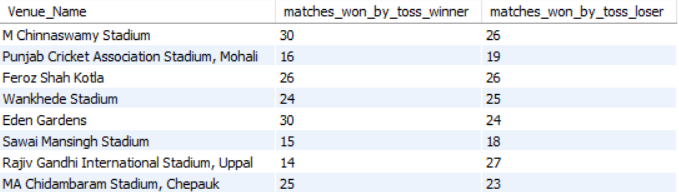 Venue_Name matches_won_by_toss_winner matches_won_by_toss_loser
M Chinnaswamy Stadium 30 26
Punjab Cricket Association Stadium, Mohali 16 19
Feroz Shah Kotla 26 26
Wankhede Stadium 24 25
Eden Gardens 30 24
Sawai Mansingh Stadium 15 18
Rajiv Gandhi International Stadium, Uppal 14 27
MA Chidambaram Stadium, Chepauk 25 23